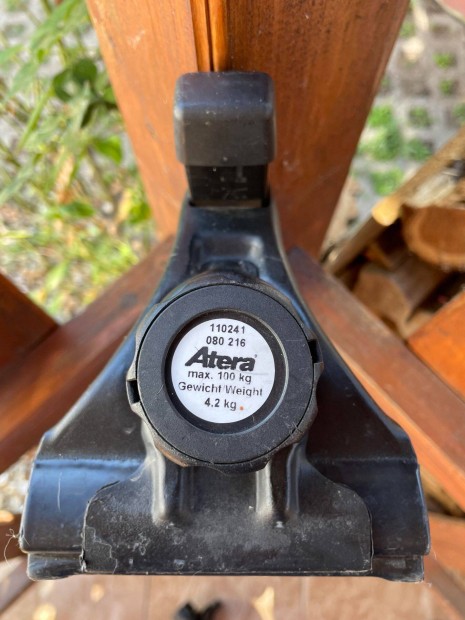 110241
080 216
Atera
max. 100 kg
Gewicht Weight
4.2 kg